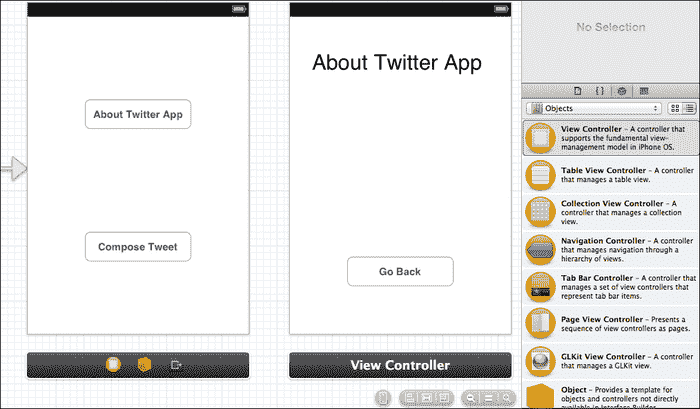 About Twitter App
Compose Tweet
About Twitter App
Go Back
View Controller
No Selection
Objects
View Controller – A controller that
supports the fundamental view-
management model in iPhone OS.
Table View Controller – A controller
that manages a table view.
Collection View Controller – A
controller that manages a collection
view.
Navigation Controller – A controller
that manages navigation through a
hierarchy of views.
Tab Bar Controller – A controller that
manages a set of view controllers that
represent tab bar items.
Page View Controller – Presents a
sequence of view controllers as pages.
GLKit View Controller – A controller
that manages a GLKit view.
Object – Provides a template for
objects and controllers not directly
available in Interface Builder